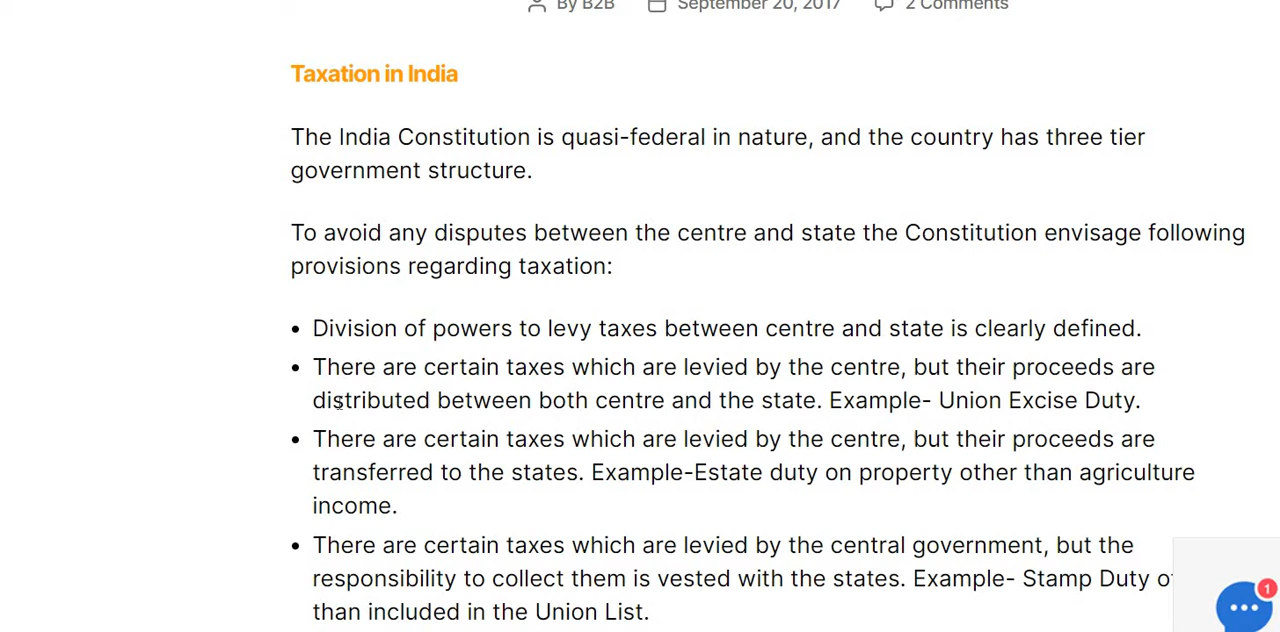 By B2B September 20, 2017 2 Comments
Taxation in India
The India Constitution is quasi-federal in nature, and the country has three tier
government structure.
To avoid any disputes between the centre and state the Constitution envisage following
provisions regarding taxation:
• Division of powers to levy taxes between centre and state is clearly defined.
• There are certain taxes which are levied by the centre, but their proceeds are
distributed between both centre and the state. Example- Union Excise Duty.
• There are certain taxes which are levied by the centre, but their proceeds are
transferred to the states. Example-Estate duty on property other than agriculture
income.
• There are certain taxes which are levied by the central government, but the
responsibility to collect them is vested with the states. Example- Stamp Duty
than included in the Union List.
1